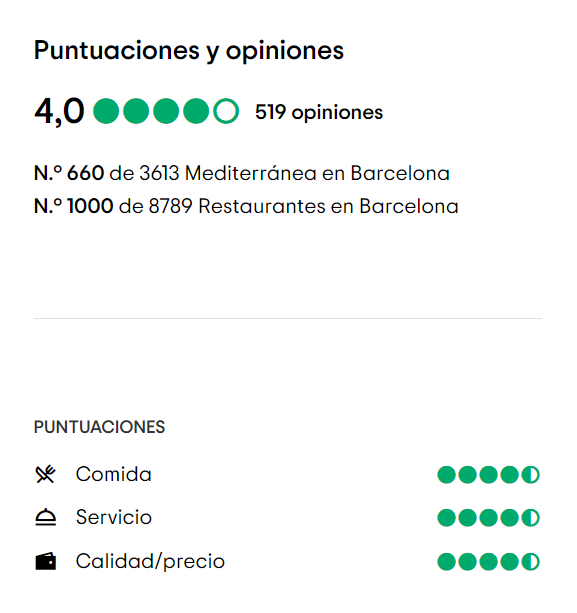 Puntuaciones y opiniones
4,0 519 opiniones
N.º 660 de 3613 Mediterránea en Barcelona
N.º 1000 de 8789 Restaurantes en Barcelona
PUNTUACIONES
Comida
Servicio
Calidad/precio